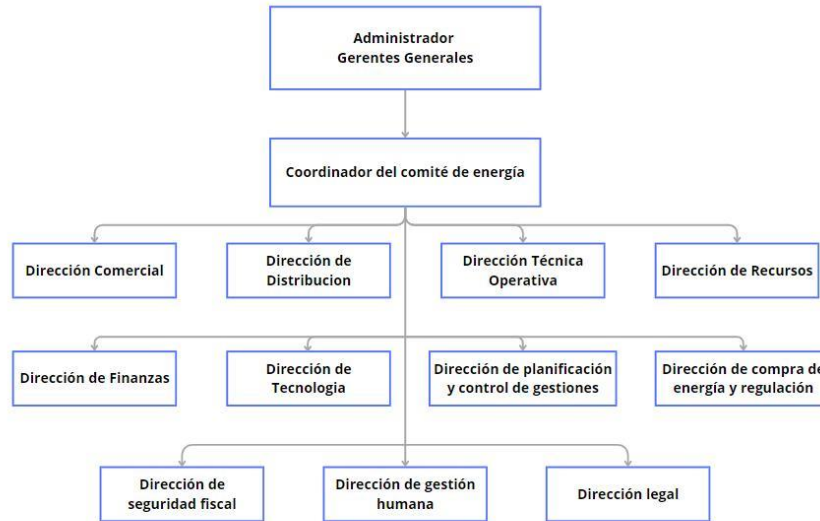 Administrador
Gerentes Generales
Coordinador del comité de energía
Dirección Comercial
Dirección de
Distribucion
Dirección Técnica
Operativa
Dirección de Recursos
Dirección de Finanzas
Dirección de
Tecnologia
Dirección de planificación
y control de gestiones
Dirección de compra de
energía y regulación
Dirección de
seguridad fiscal
Dirección de gestión
humana
Dirección legal